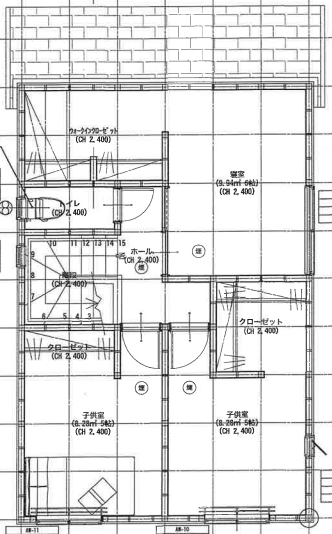 ウォークインクローゼット
(CH 2,400)
寝室
(9.94㎡ 6帖)
(CH 2,400)
トイレ
(CH 2,400)
10 11 12 13 14 15
ホール
(CH 2,400)
煙
煙
9
8
階段
(CH 2,400)
7
6 5 4 3
クローゼット
(CH 2,400)
クローゼット
(CH 2,400)
煙
煙
子供室
(8.28㎡ 5帖)
(CH 2,400)
子供室
(8.28㎡ 5帖)
(CH 2,400)
AW-11
AW-10